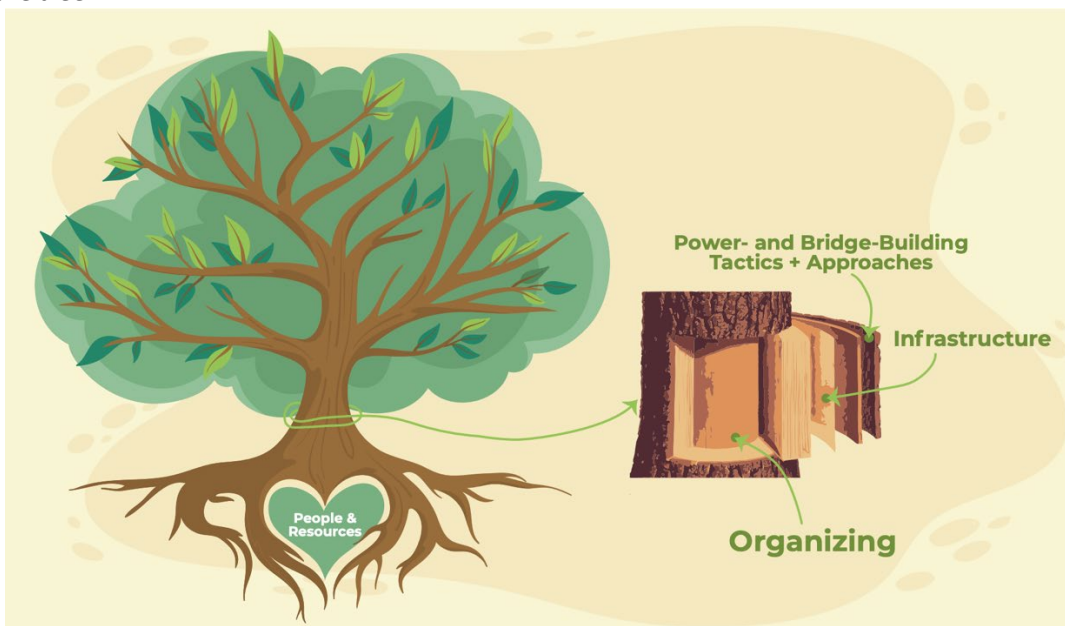 Power- and Bridge-Building
Tactics + Approaches
Infrastructure
People &
Resources
Organizing